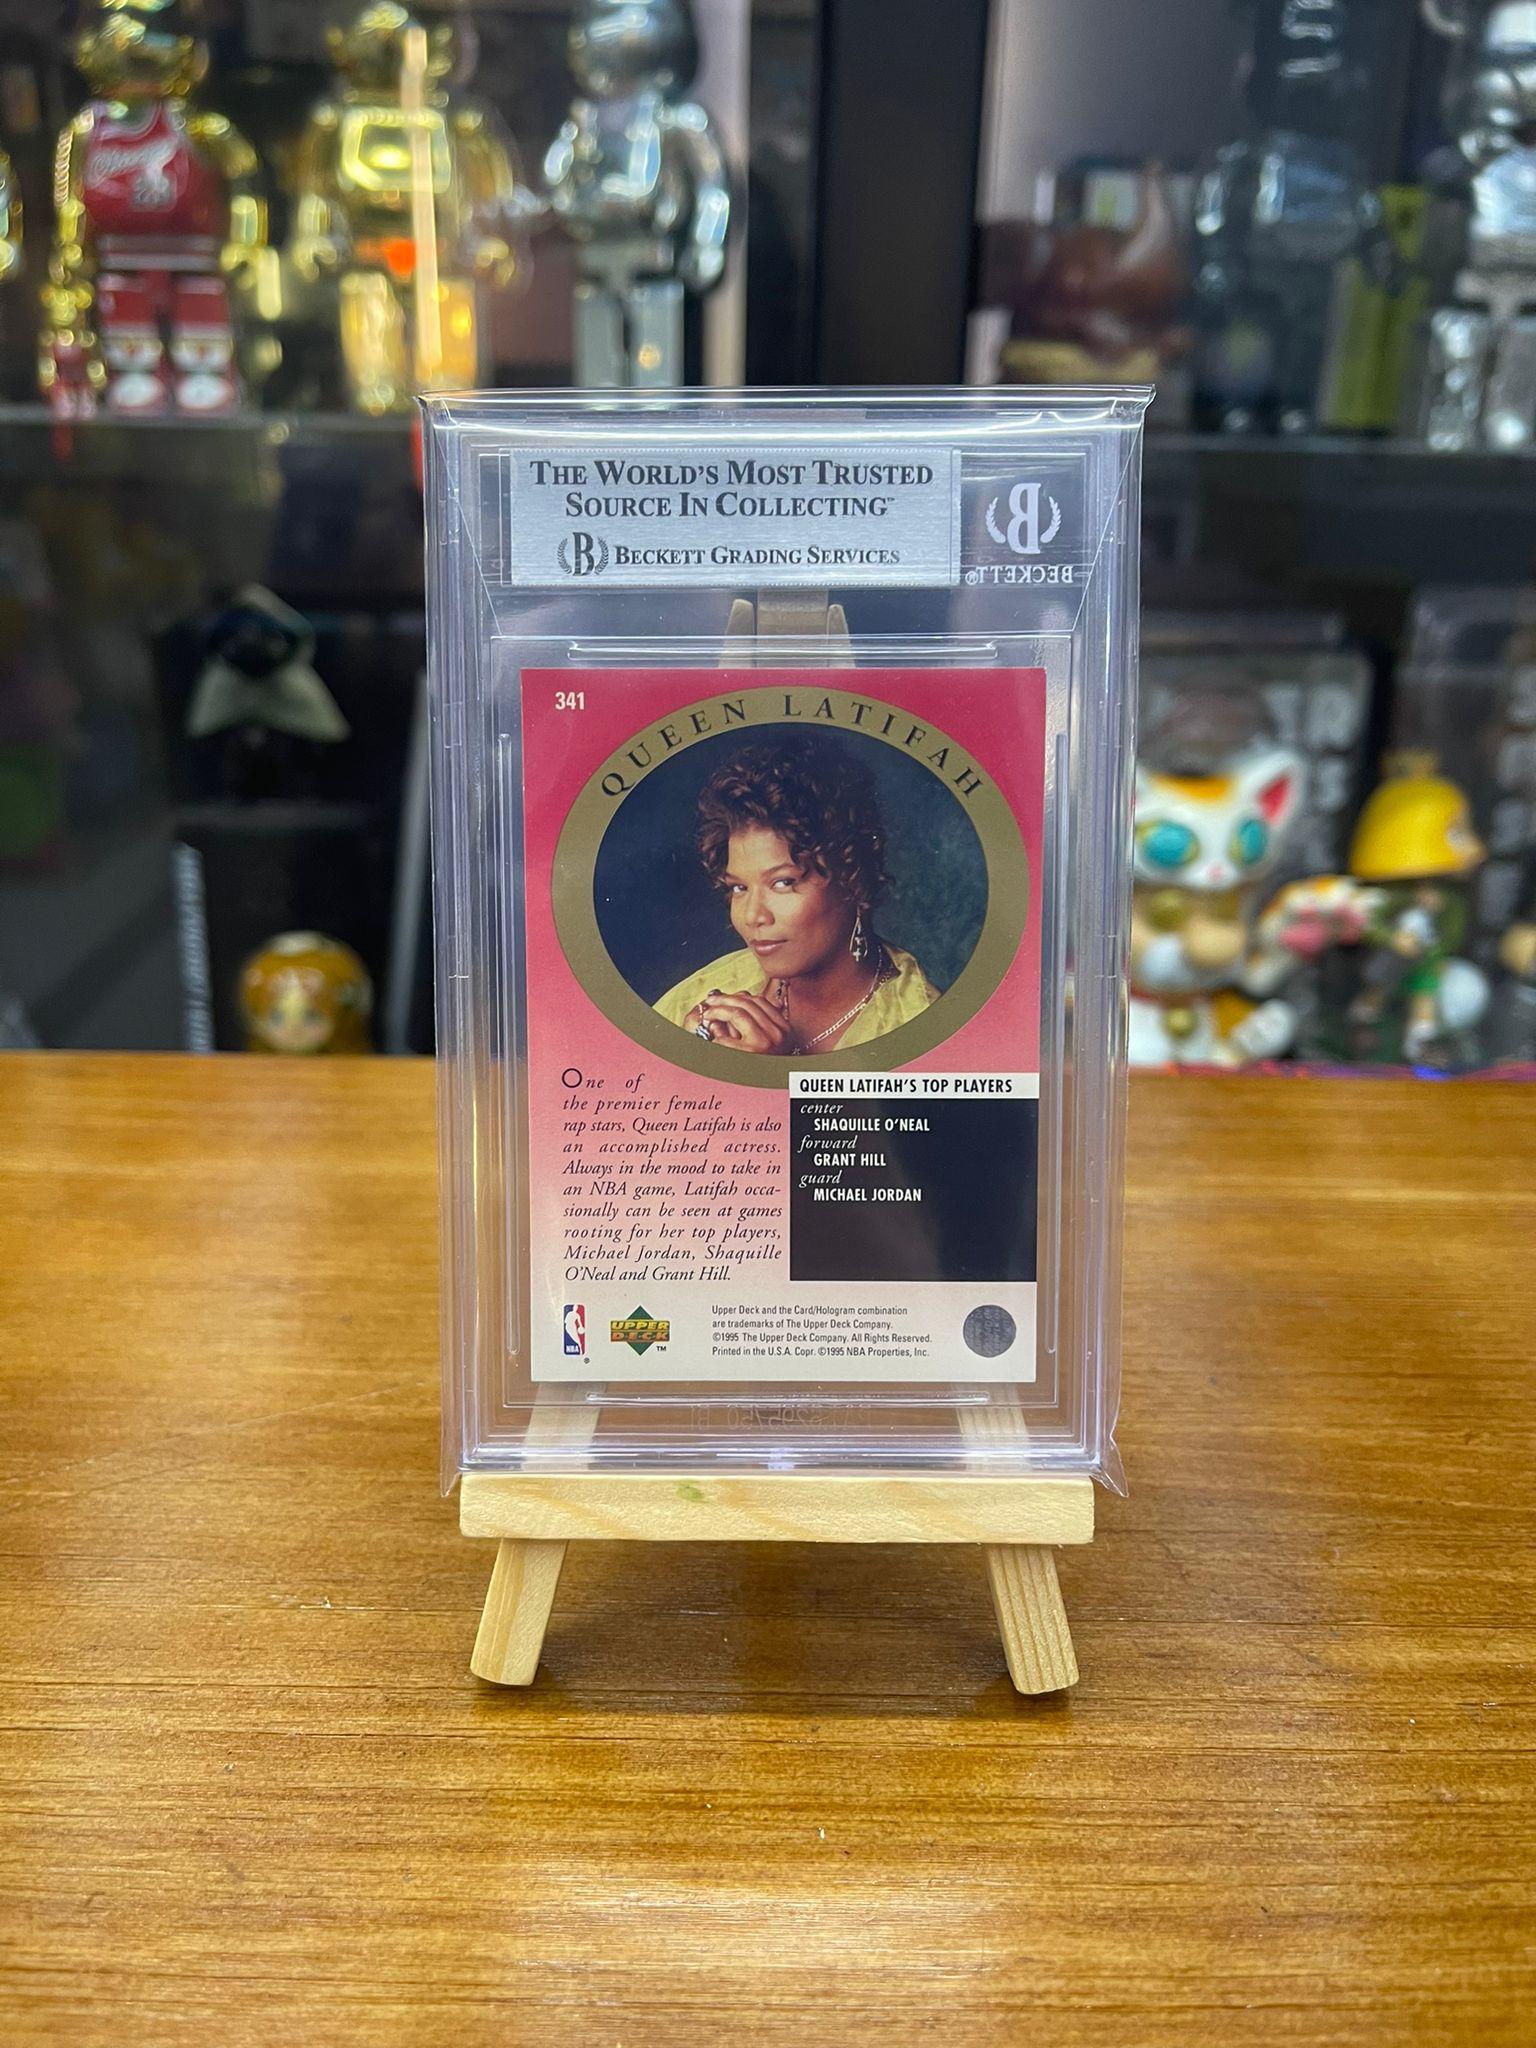 THE WORLD'S MOST TRUSTED
SOURCE IN COLLECTING™
B BECKETT GRADING SERVICES
B
BECKETT®
341
QUEEN LATIFAH
One of
the premier female
rap stars, Queen Latifah is also
an accomplished actress.
Always in the mood to take in
an NBA game, Latifah occa-
sionally can be seen at games
rooting for her top players,
Michael Jordan, Shaquille
O'Neal and Grant Hill.
QUEEN LATIFAH'S TOP PLAYERS
center
SHAQUILLE O'NEAL
forward
GRANT HILL
guard
MICHAEL JORDAN
NBA ®
UPPER
DECK ™
Upper Deck and the Card/Hologram combination
are trademarks of The Upper Deck Company.
©1995 The Upper Deck Company. All Rights Reserved.
Printed in the U.S.A. Copr. ©1995 NBA Properties, Inc.